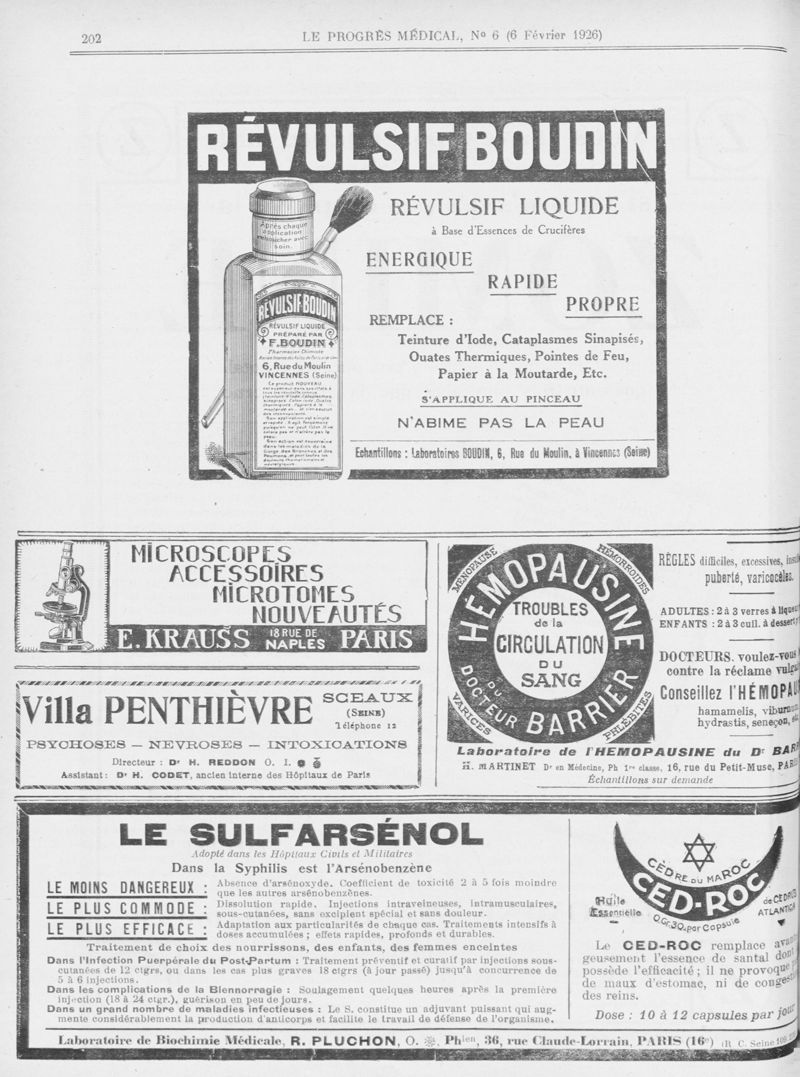 202
LE PROGRÈS MÉDICAL, No 6 (6 Février 1926)
RÉVULSIF BOUDIN
Après chaque
application
reboucher avec
soin.
RÉVULSIF BOUDIN
RÉVULSIF LIQUIDE
PRÉPARÉ PAR
F. BOUDIN
Pharmacien Chimiste
6, Rue du Moulin
VINCENNES (Seine)
RÉVULSIF LIQUIDE
à Base d'Essences de Crucifères
ENERGIQUE
RAPIDE
PROPRE
REMPLACE :
Teinture d'Iode, Cataplasmes Sinapisés,
Ouates Thermiques, Pointes de Feu,
Papier à la Moutarde, Etc.
S'APPLIQUE AU PINCEAU
N'ABIME PAS LA PEAU
Echantillons : Laboratoires BOUDIN, 6, Rue du Moulin, à Vincennes (Seine)
MICROSCOPES
ACCESSOIRES
MICROTOMES
NOUVEAUTÉS
E. KRAUSS 18 RUE DE NAPLES PARIS
Villa PENTHIÈVRE SCEAUX
(SEINE)
Téléphone 12
PSYCHOSES — NEVROSES — INTOXICATIONS
Directeur : Dr H. REDDON O. I.
Assistant : Dr H. CODET, ancien interne des Hôpitaux de Paris
MÉNOPAUSE
HÉMORROIDES
HÉMOPAUSINE
TROUBLES
de la
CIRCULATION
DU
SANG
DU
DOCTEUR BARRIER
VARICES
PHLÉBITES
RÈGLES difficiles, excessives,
puberté, varicocèles.
ADULTES : 2 à 3 verres à
ENFANTS : 2 à 3 cuil. à dessert
DOCTEURS, voulez-vous
contre la réclame
Conseillez l'HÉMOPAU
hamamelis, viburnum
hydrastis, seneçon,
Laboratoire de l'HEMOPAUSINE du Dr BAR
H. MARTINET Dr en Médecine, Ph 1re classe, 16, rue du Petit-Muse, PARI
Échantillons sur demande
LE SULFARSÉNOL
Adopté dans les Hôpitaux Civils et Militaires
Dans la Syphilis est l'Arsénobenzène
LE MOINS DANGEREUX : Absence d'arsénoxyde. Coefficient de toxicité 2 à 5 fois moindre
que les autres arsénobenzènes.
LE PLUS COMMODE : Dissolution rapide. Injections intraveineuses, intramusculaires,
sous-cutanées, sans excipient spécial et sans douleur.
LE PLUS EFFICACE : Adaptation aux particularités de chaque cas. Traitements intensifs à
doses accumulées ; effets rapides, profonds et durables.
Traitement de choix des nourrissons, des enfants, des femmes enceintes
Dans l'Infection Puerpérale du Post-Partum : Traitement préventif et curatif par injections sous-
cutanées de 12 ctgrs, ou dans les cas plus graves 18 ctgrs (à jour passé) jusqu'à concurrence de
5 à 6 injections.
Dans les complications de la Blennorragie : Soulagement quelques heures après la première
injection (18 à 24 ctgr.), guérison en peu de jours.
Dans un grand nombre de maladies infectieuses : Le S. constitue un adjuvant puissant qui aug-
mente considérablement la production d'anticorps et facilite le travail de défense de l'organisme.
CÈDRE DU MAROC
CED-ROC
O.Gr.30. par Capsule
Huile
Essentielle
de CEDRUS
ATLANTICA
Le CED-ROC remplace avan
geusement l'essence de santal dont
possède l'efficacité ; il ne provoque
de maux d'estomac, ni de conges
des reins.
Dose : 10 à 12 capsules par jour
Laboratoire de Biochimie Médicale, R. PLUCHON, O. Phien, 36, rue Claude-Lorrain, PARIS (16e) (R. C. Seine